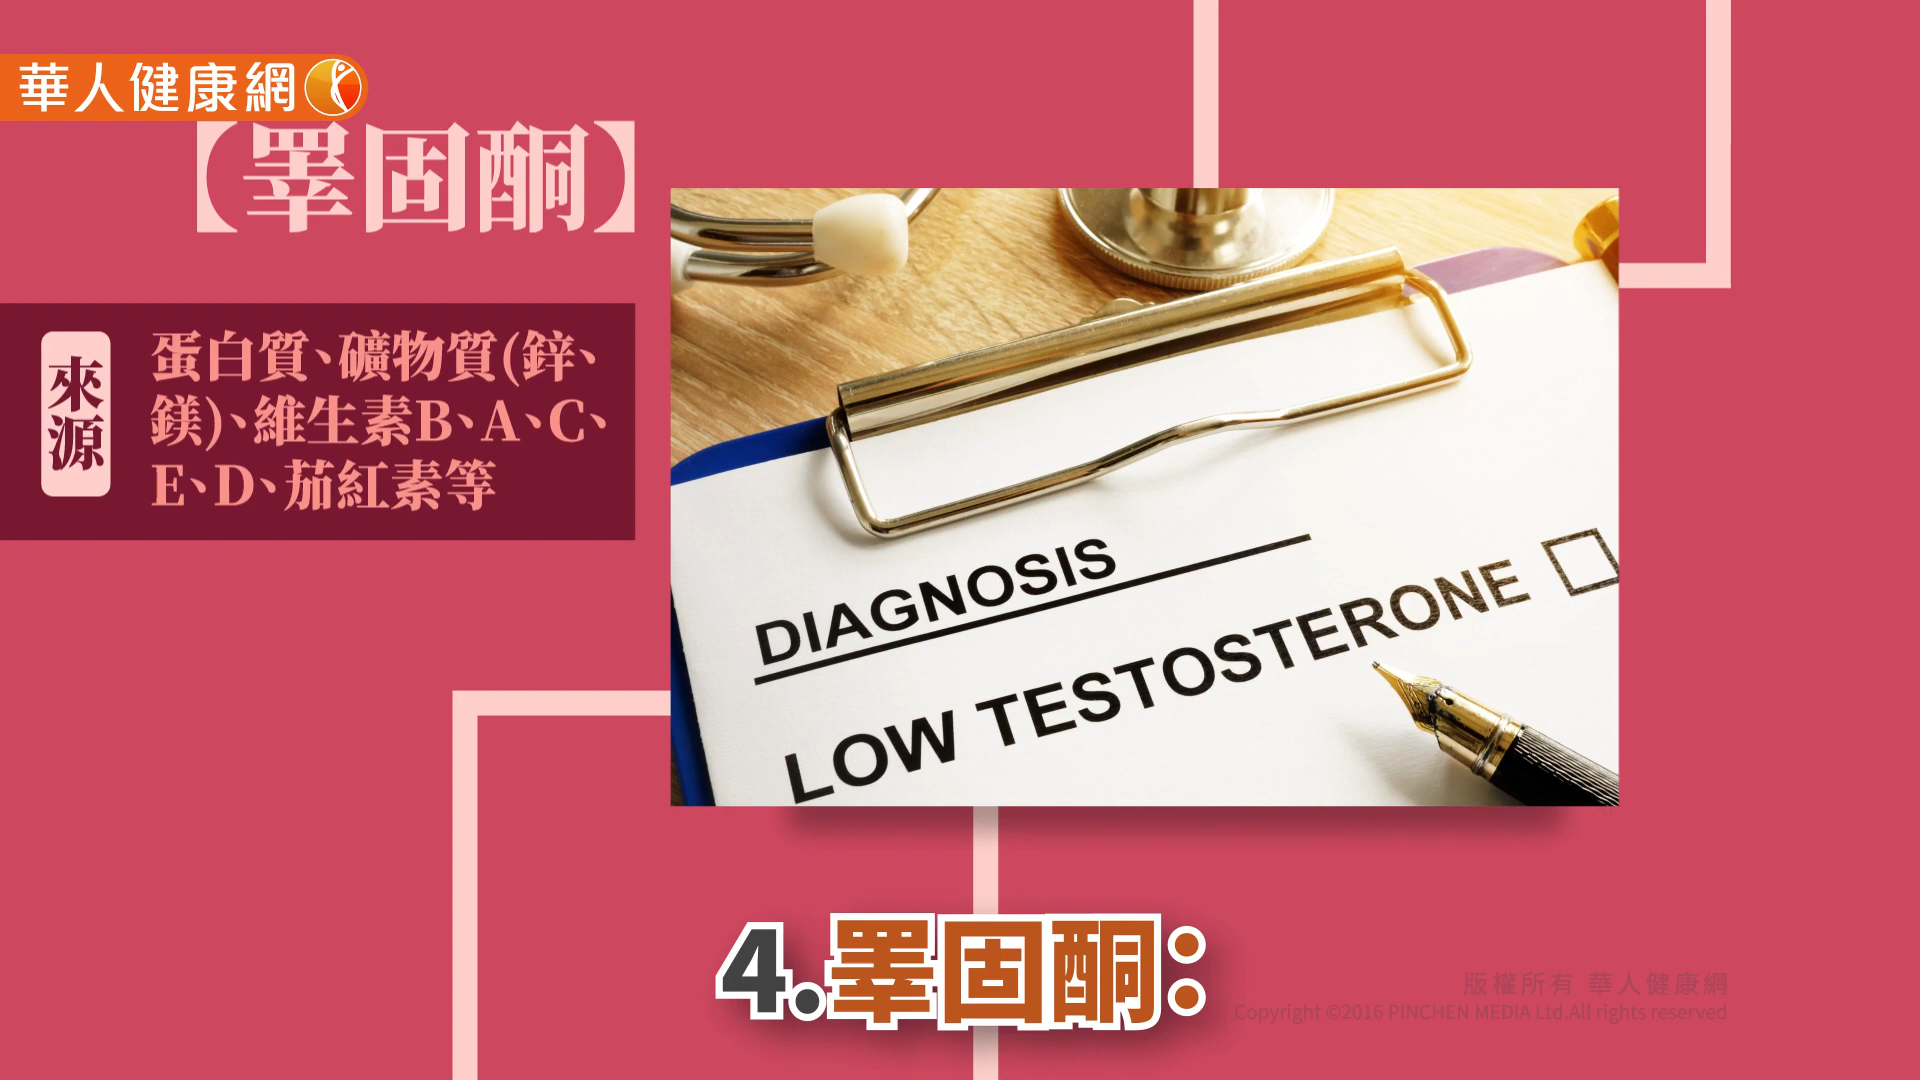 華人健康網
【睪固酮】
來源
蛋白質、礦物質(鋅、
鎂)、維生素B、A、C、
E、D、茄紅素等
DIAGNOSIS
LOW TESTOSTERONE
4.睪固酮：
版權所有 華人健康網
Copyright ©2016 PINCHEN MEDIA Ltd.All rights reserved